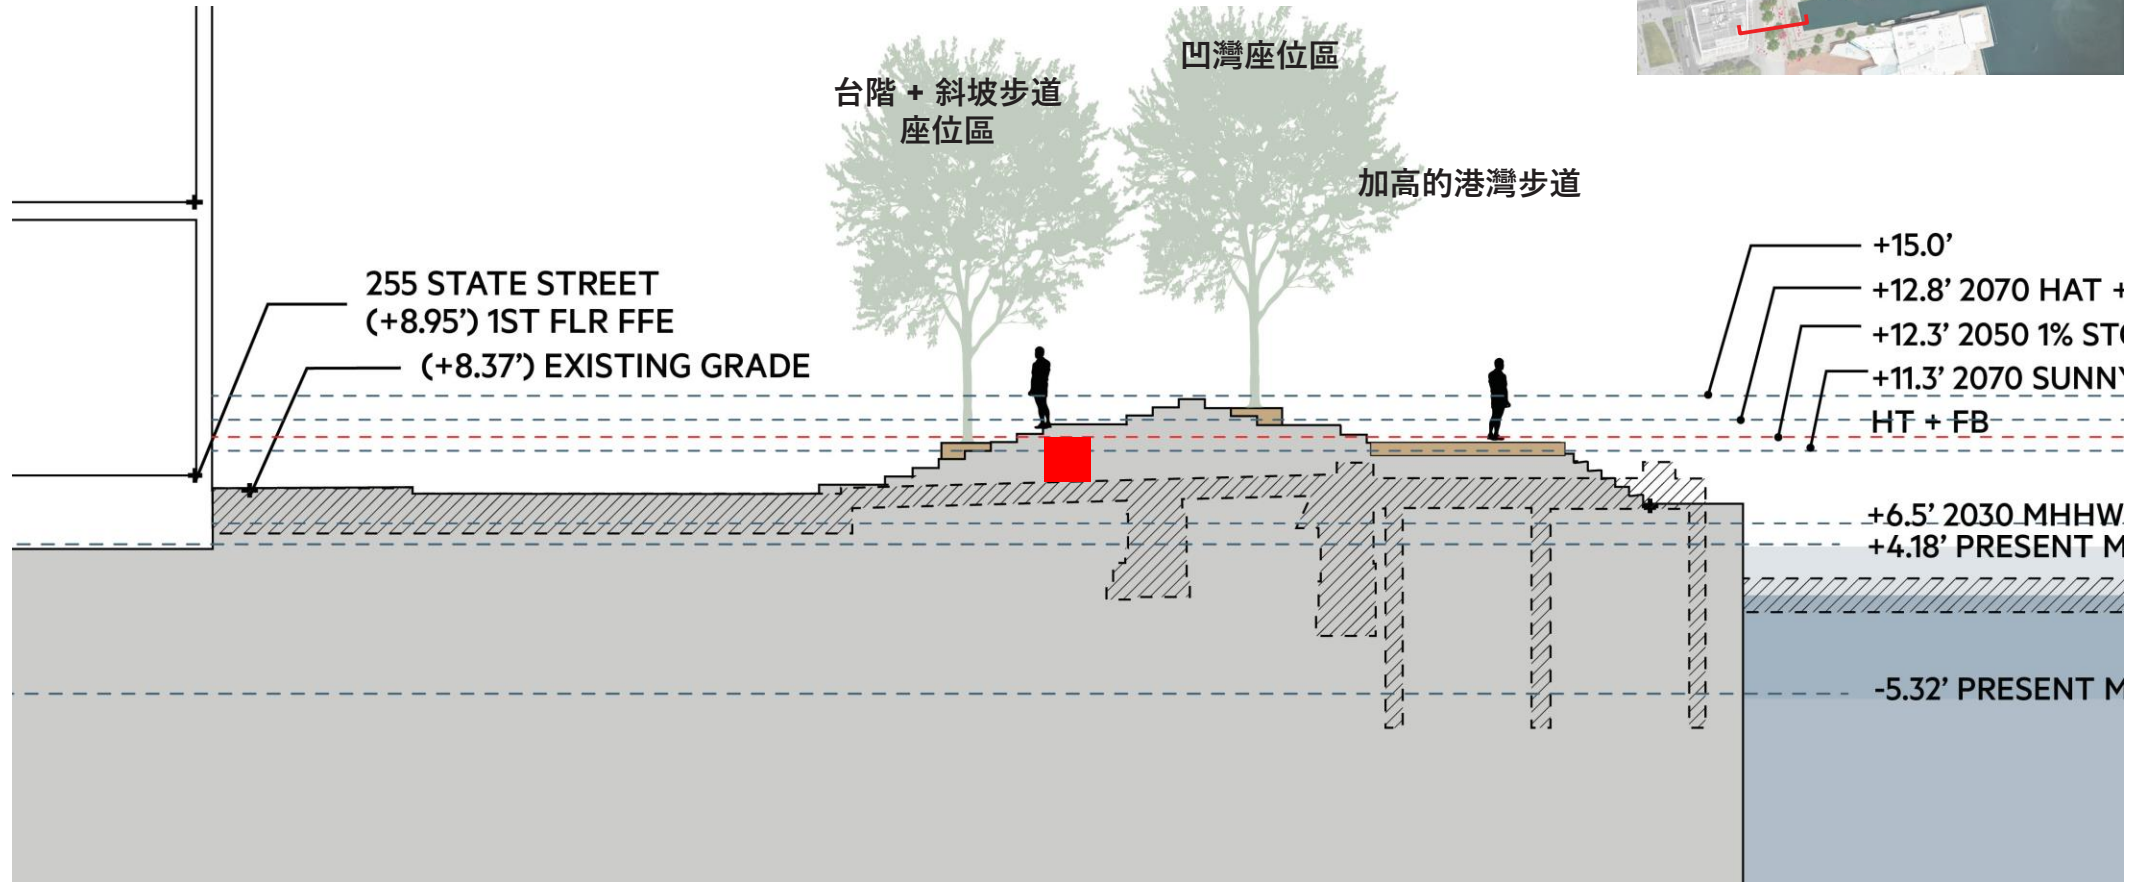 凹灣座位區
台階 + 斜坡步道
座位區
加高的港灣步道
255 STATE STREET
(+8.95’) 1ST FLR FFE
(+8.37’) EXISTING GRADE
+15.0’
+12.8’ 2070 HAT +
+12.3’ 2050 1%
+11.3’ 2070
HT + FB
+6.5’ 2030 MHHW
+4.18’ PRESENT
-5.32’ PRESENT